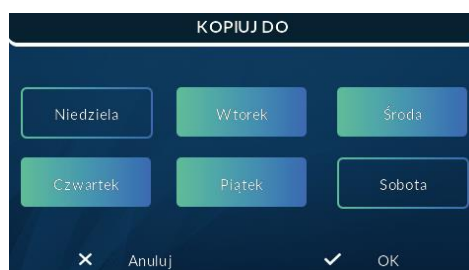 KOPIUJ DO
Niedziela Wtorek Środa
Czwartek Piątek Sobota
Anuluj OK